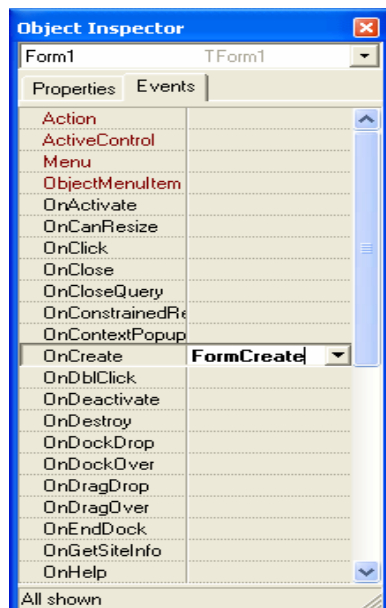 Object Inspector
Form1 TForm1
Properties Events
Action
ActiveControl
Menu
ObjectMenuItem
OnActivate
OnCanResize
OnClick
OnClose
OnCloseQuery
OnConstrainedRe
OnContextPopup
OnCreate FormCreate
OnDblClick
OnDeactivate
OnDestroy
OnDockDrop
OnDockOver
OnDragDrop
OnDragOver
OnEndDock
OnGetSiteInfo
OnHelp
All shown